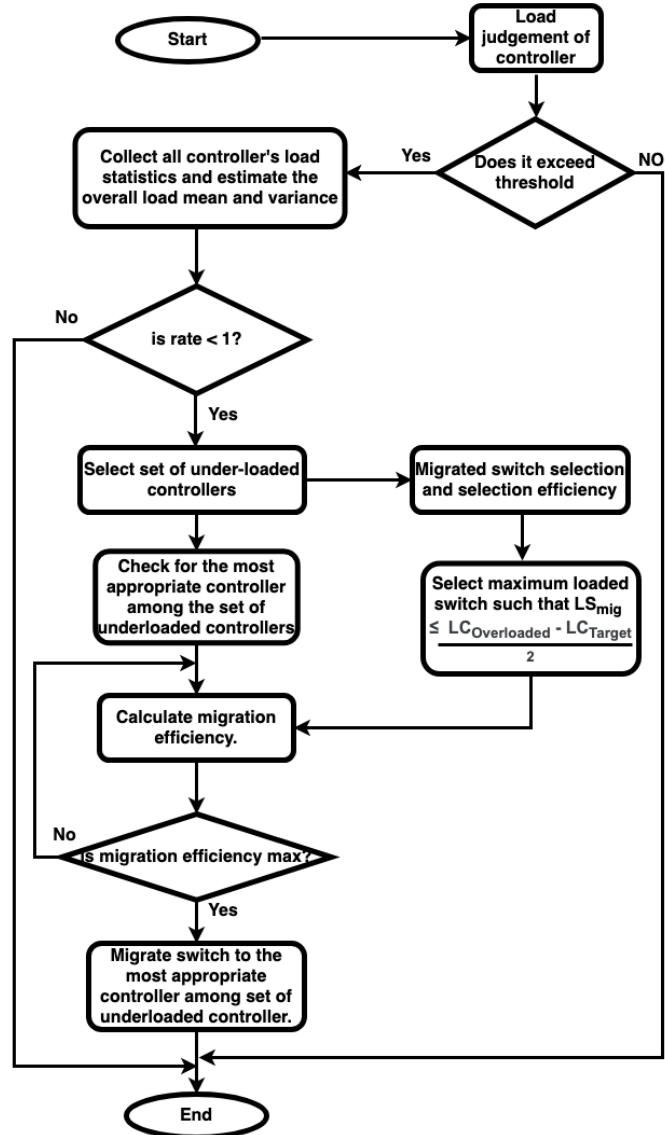 Start
Load
judgement of
controller
Does it exceed
threshold
Yes
NO
Collect all controller's load
statistics and estimate the
overall load mean and variance
No
is rate < 1?
Yes
Select set of under-loaded
controllers
Migrated switch selection
and selection efficiency
Check for the most
appropriate controller
among the set of
underloaded controllers
Select maximum loaded
switch such that LSmig
≤ LCOverloaded - LCTarget
2
Calculate migration
efficiency.
No
is migration efficiency max?
Yes
Migrate switch to the
most appropriate
controller among set of
underloaded controller.
End